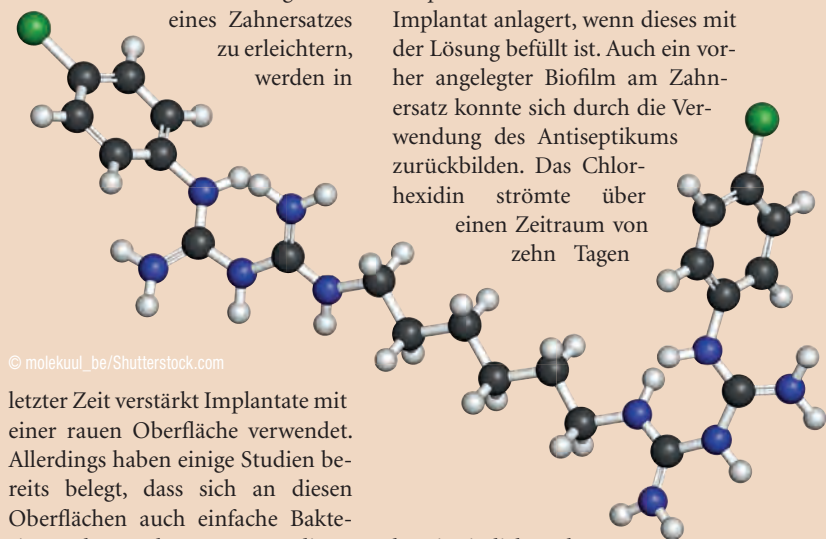 eines Zahnersatzes
zu erleichtern,
werden in
© molekuul_be/Shutterstock.com
letzter Zeit verstärkt Implantate mit
einer rauen Oberfläche verwendet.
Allerdings haben einige Studien be-
reits belegt, dass sich an diesen
Oberflächen auch einfache Bakte-
Implantat anlagert, wenn dieses mit
der Lösung befüllt ist. Auch ein vor-
her angelegter Biofilm am Zahn-
ersatz konnte sich durch die Ver-
wendung des Antiseptikums
zurückbilden. Das Chlor-
hexidin strömte über
einen Zeitraum von
zehn Tagen